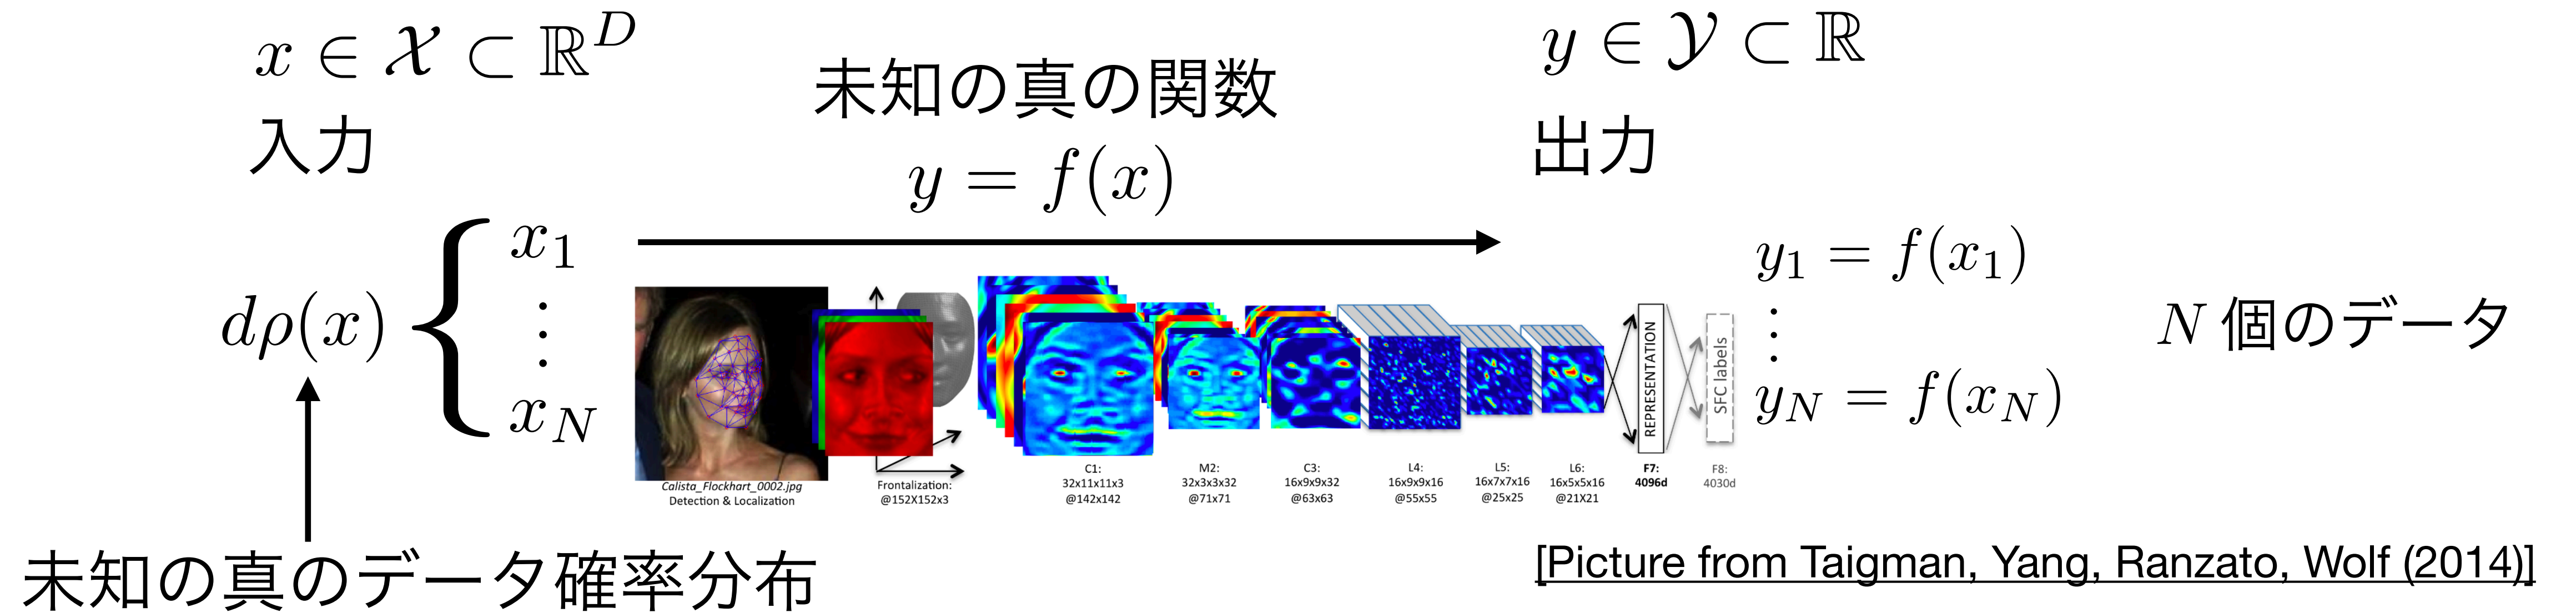 x ∈ 𝒳 ⊂ ℝ^D
入力
未知の真の関数
y = f(x)
y ∈ 𝒴 ⊂ ℝ
出力
dρ(x)
x_1
⋮
x_N
未知の真のデータ確率分布
Calista_Flockhart_0002.jpg
Detection & Localization
Frontalization:
@152X152x3
C1:
32x11x11x3
@142x142
M2:
32x3x3x32
@71x71
C3:
16x9x9x32
@63x63
L4:
16x9x9x16
@55x55
L5:
16x7x7x16
@25x25
L6:
16x5x5x16
@21X21
REPRESENTATION
F7:
4096d
SFC labels
F8:
4030d
y_1 = f(x_1)
⋮
y_N = f(x_N)
N 個のデータ
[Picture from Taigman, Yang, Ranzato, Wolf (2014)]